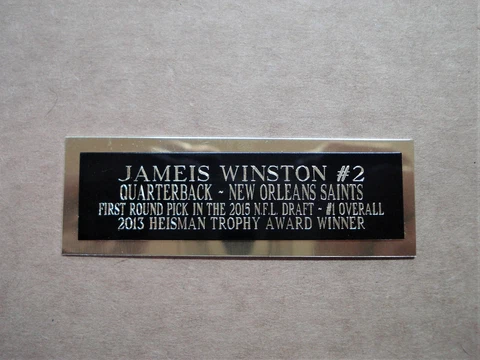 JAMEIS WINSTON #2
QUARTERBACK ~ NEW ORLEANS SAINTS
FIRST ROUND PICK IN THE 2015 N.F.L. DRAFT - #1 OVERALL
2013 HEISMAN TROPHY AWARD WINNER